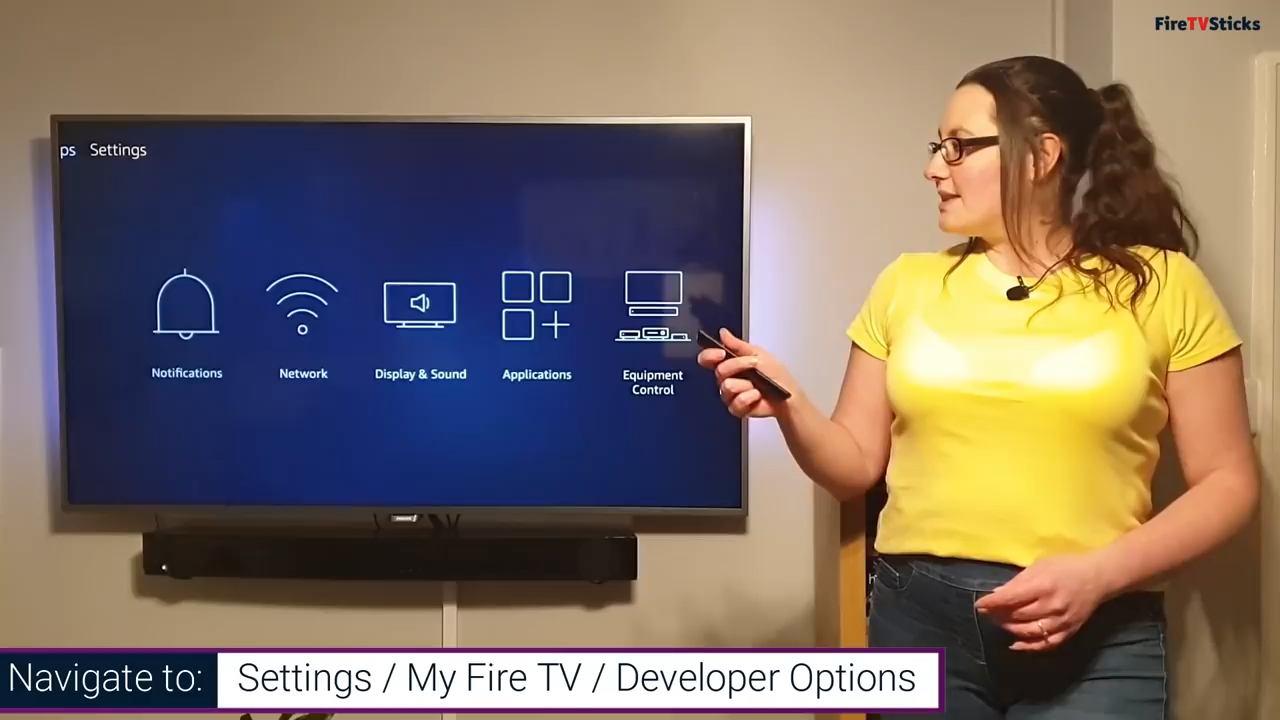 FireTVSticks
ps Settings
Notifications
Network
Display & Sound
Applications
Equipment
Control
Navigate to: Settings / My Fire TV / Developer Options